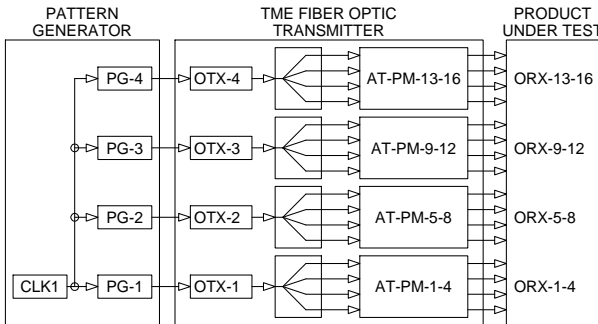 PATTERN
GENERATOR
TME FIBER OPTIC
TRANSMITTER
PRODUCT
UNDER TEST
PG-4
OTX-4
AT-PM-13-16
ORX-13-16
PG-3
OTX-3
AT-PM-9-12
ORX-9-12
PG-2
OTX-2
AT-PM-5-8
ORX-5-8
CLK1
PG-1
OTX-1
AT-PM-1-4
ORX-1-4